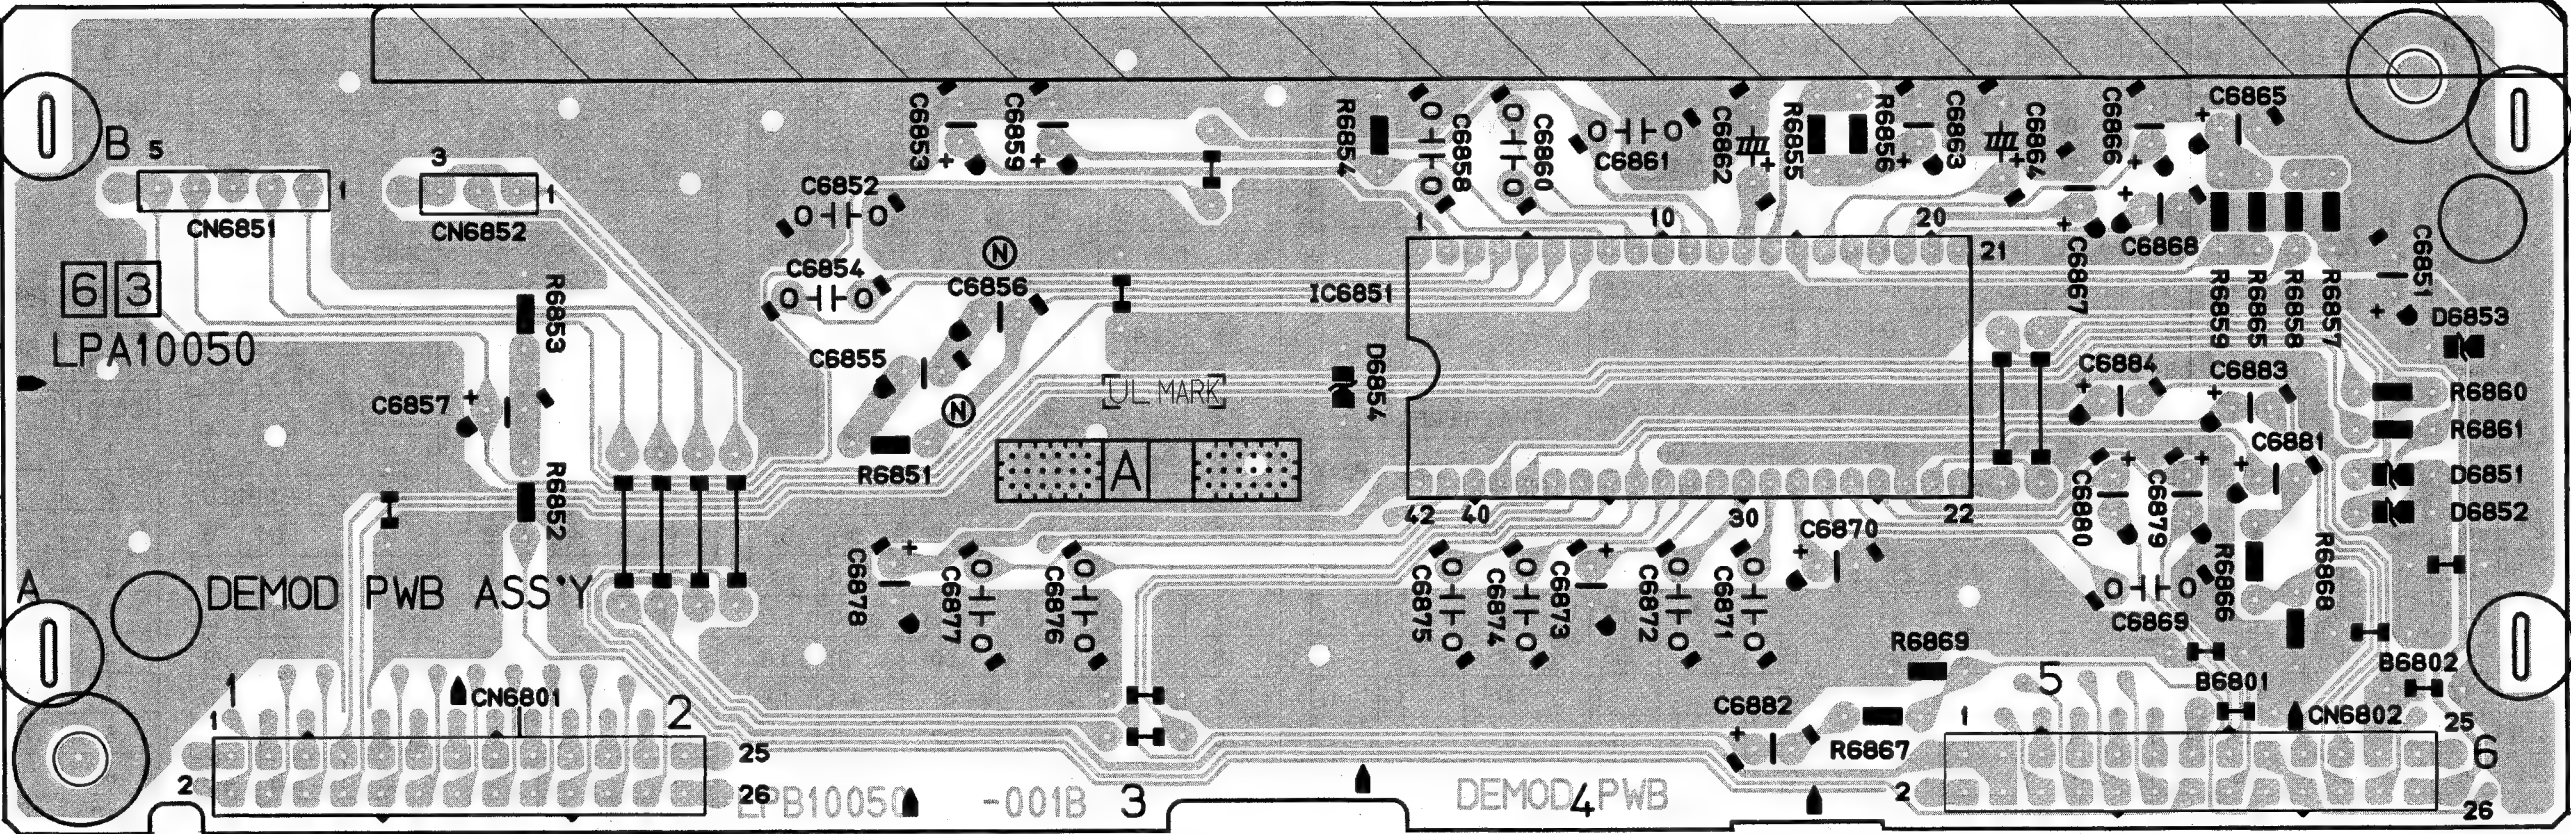 C6853
C6859
R6854
C6858
C6860
C6861
C6862
R6855
R6856
C6863
C6864
C6866
C6865
B 5
3
1
1
CN6851
CN6852
C6852
1
10
20
C6868
C6867
C6851
6 3
LPA10050
R6853
C6854
N
C6856
IC6851
21
R6859
R6865
R6858
R6857
D6853
C6855
UL MARK
D6854
C6884
C6883
R6860
C6857
N
R6861
C6881
R6851
A
D6851
R6852
42 40
30
22
C6880
C6879
D6852
C6870
A
DEMOD PWB ASS'Y
C6878
C6877
C6876
C6875
C6874
C6873
C6872
C6871
C6869
R6866
R6868
R6869
B6802
1
CN6801
2
5
B6801
1
C6882
R6867
1
CN6802
25
25
6
2
26
LPB10050 -001B
3
DEMOD PWB
4
2
26